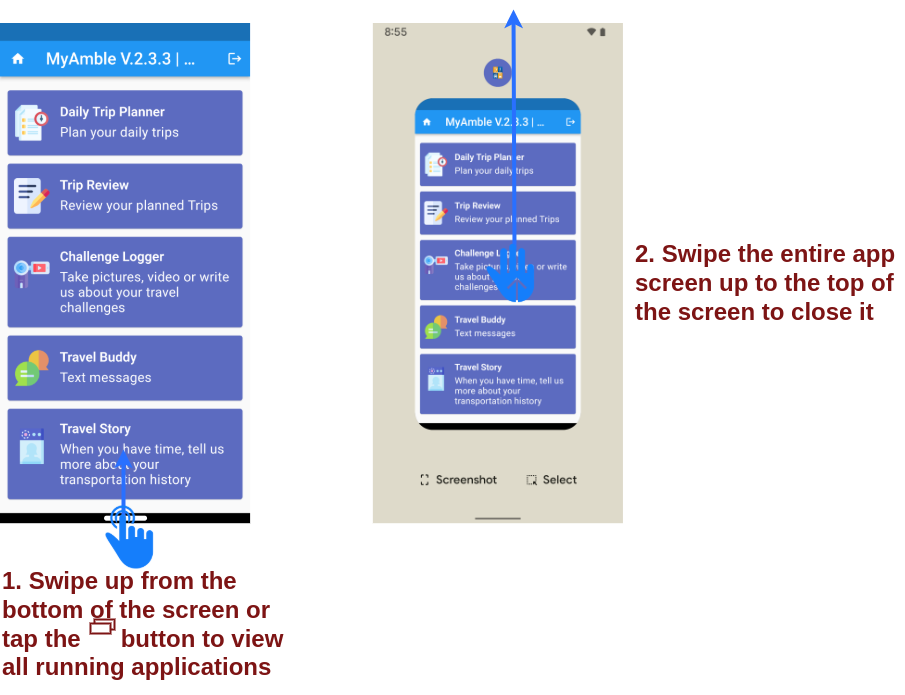 MyAmble V.2.3.3 | ...
Daily Trip Planner
Plan your daily trips
Trip Review
Review your planned Trips
Challenge Logger
Take pictures, video or write
us about your travel
challenges
Travel Buddy
Text messages
Travel Story
When you have time, tell us
more about your
transportation history
1. Swipe up from the
bottom of the screen or
tap the button to view
all running applications
8:55
MyAmble V.2.3.3 | ...
Daily Trip Planner
Plan your daily trips
Trip Review
Review your planned Trips
Challenge Logger
Take pictures, video or write
us about
challenges
Travel Buddy
Text messages
Travel Story
When you have time, tell us
more about your
transportation history
Screenshot
Select
2. Swipe the entire app
screen up to the top of
the screen to close it